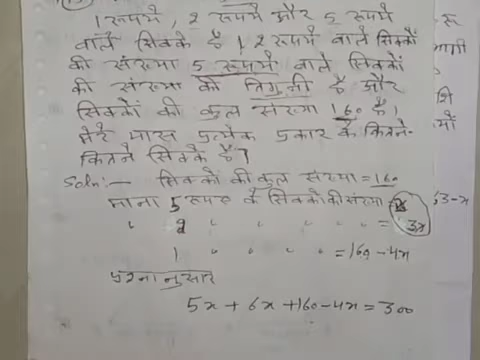 1 रूपये, 2 रूपये और 5 रूपये
वाले सिक्के है। 2 रूपये वाले सिक्कों
की संख्या 5 रूपये वाले सिक्कों
की संख्या की तिगुनी है और
सिक्कों की कुल संख्या 160 है।
मेरे पास प्रत्येक प्रकार के कितने-
कितने सिक्के है?
Soln:- सिक्कों की कुल संख्या = 160
माना 5 रूपए के सिक्कों की संख्या = x
" 2 " " " " = 3x
" 1 " " " " = 160-4x
प्रश्नानुसार
5x + 6x + 160-4x = 300